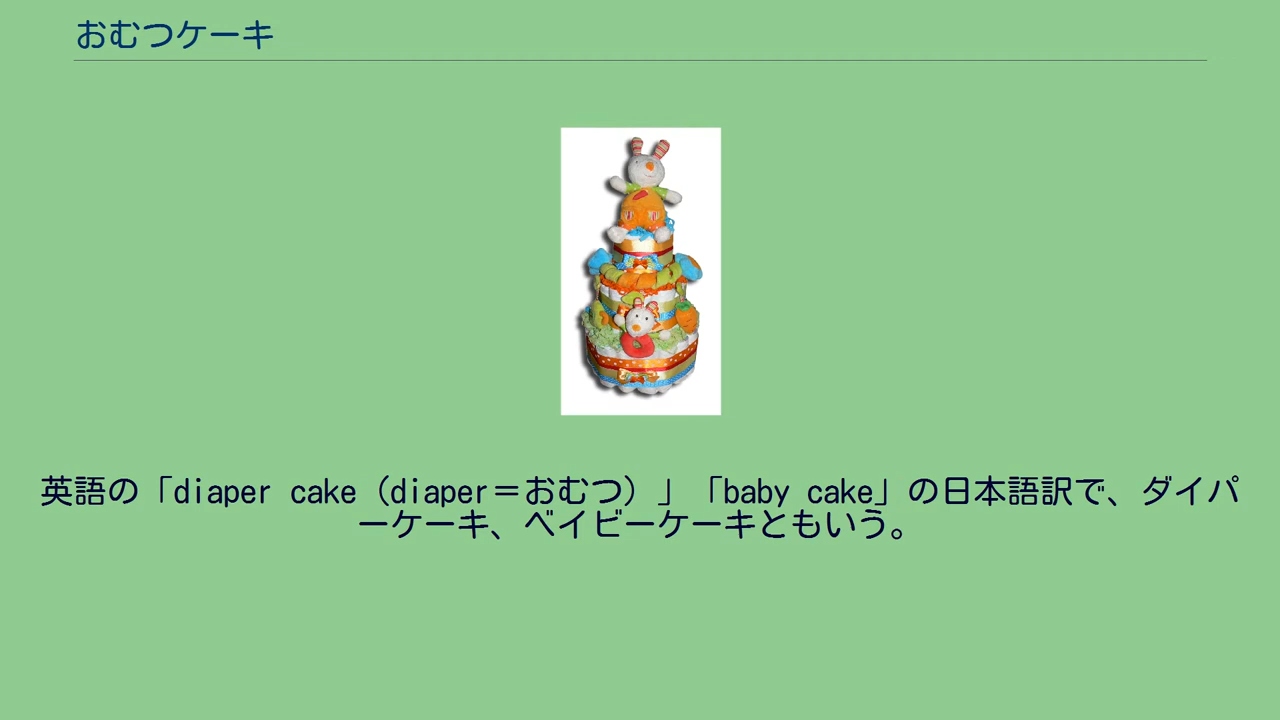 おむつケーキ
英語の「diaper cake（diaper＝おむつ）」「baby cake」の日本語訳で、ダイパ
ーケーキ、ベイビーケーキともいう。